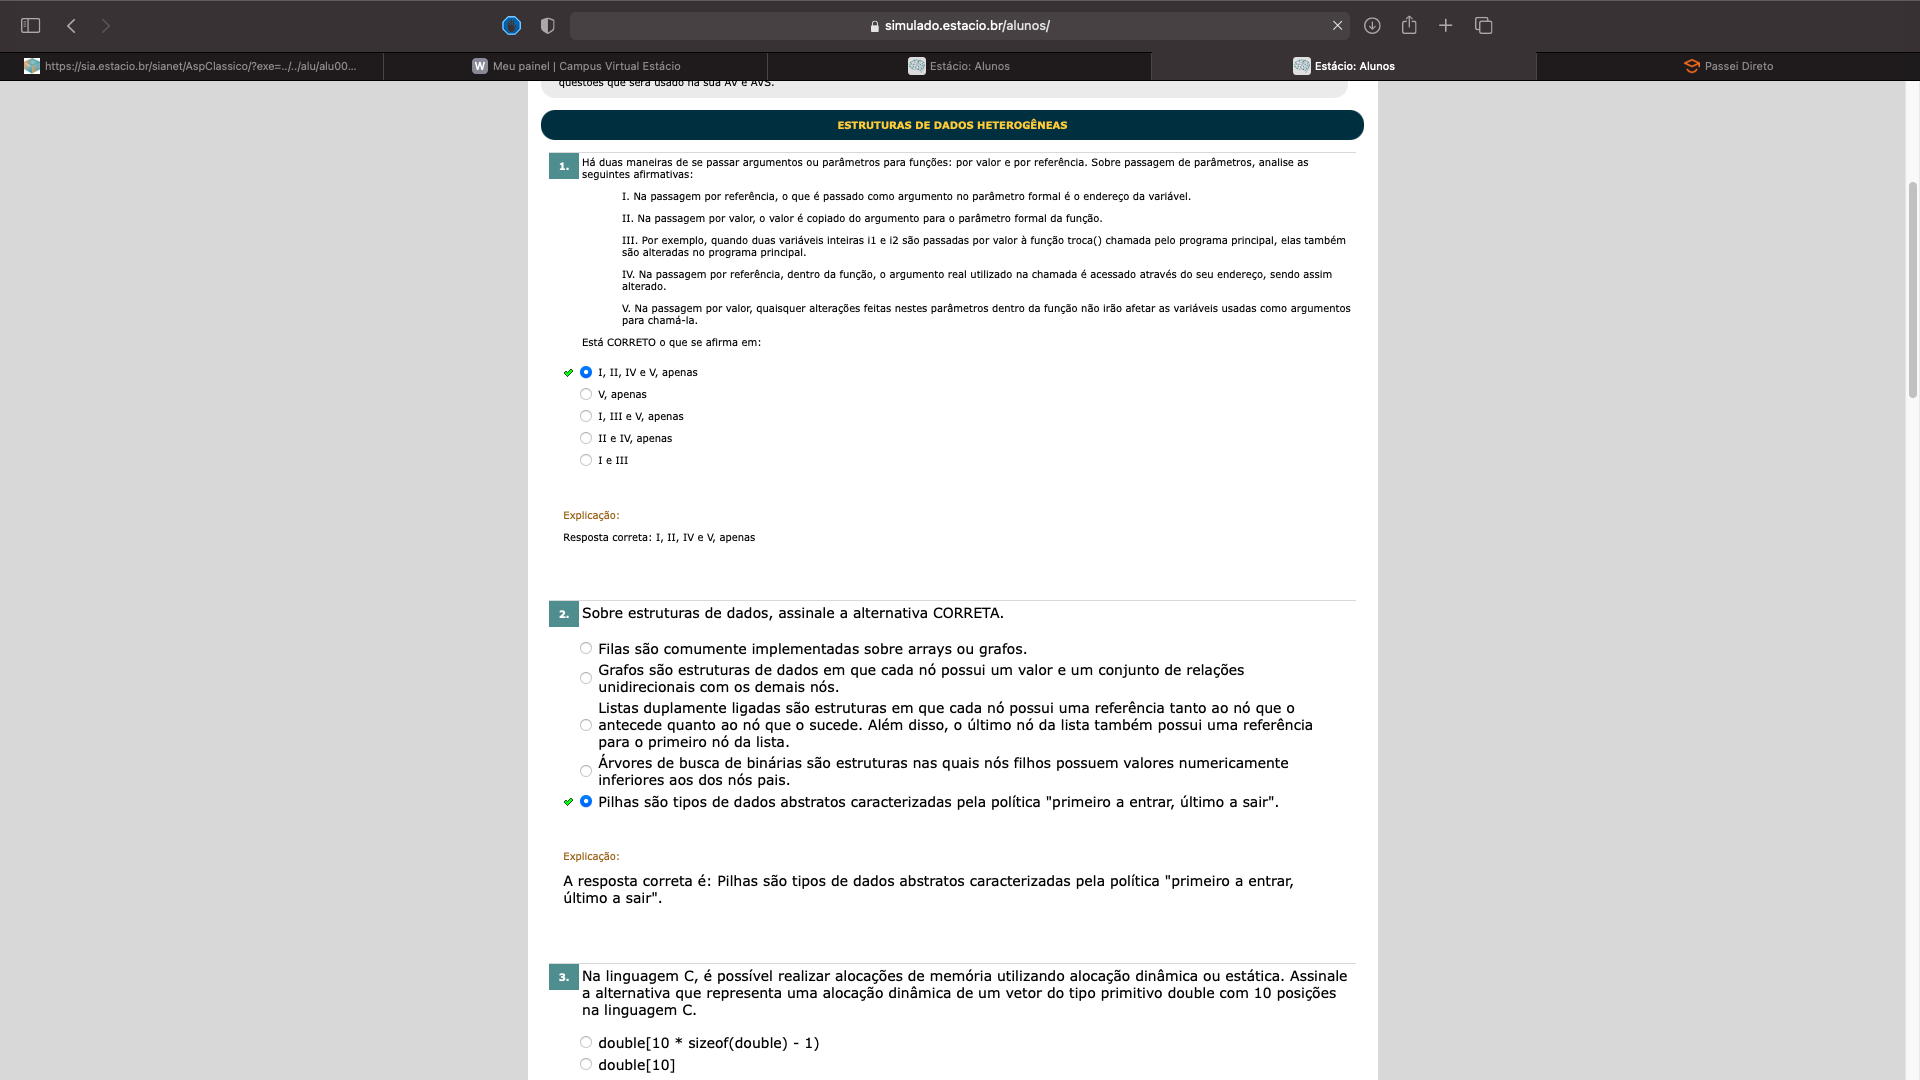 simulado.estacio.br/alunos/
https://sia.estacio.br/sianet/AspClassico/?exe=../../alu/alu00...
Meu painel | Campus Virtual Estácio
Estácio: Alunos
Estácio: Alunos
Passei Direto
questões que será usado na sua AV e AVS.
ESTRUTURAS DE DADOS HETEROGÊNEAS
1.
Há duas maneiras de se passar argumentos ou parâmetros para funções: por valor e por referência. Sobre passagem de parâmetros, analise as
seguintes afirmativas:
I. Na passagem por referência, o que é passado como argumento no parâmetro formal é o endereço da variável.
II. Na passagem por valor, o valor é copiado do argumento para o parâmetro formal da função.
III. Por exemplo, quando duas variáveis inteiras i1 e i2 são passadas por valor à função troca() chamada pelo programa principal, elas também
são alteradas no programa principal.
IV. Na passagem por referência, dentro da função, o argumento real utilizado na chamada é acessado através do seu endereço, sendo assim
alterado.
V. Na passagem por valor, quaisquer alterações feitas nestes parâmetros dentro da função não irão afetar as variáveis usadas como argumentos
para chamá-la.
Está CORRETO o que se afirma em:
I, II, IV e V, apenas
V, apenas
I, III e V, apenas
II e IV, apenas
I e III
Explicação:
Resposta correta: I, II, IV e V, apenas
2.
Sobre estruturas de dados, assinale a alternativa CORRETA.
Filas são comumente implementadas sobre arrays ou grafos.
Grafos são estruturas de dados em que cada nó possui um valor e um conjunto de relações
unidirecionais com os demais nós.
Listas duplamente ligadas são estruturas em que cada nó possui uma referência tanto ao nó que o
antecede quanto ao nó que o sucede. Além disso, o último nó da lista também possui uma referência
para o primeiro nó da lista.
Árvores de busca de binárias são estruturas nas quais nós filhos possuem valores numericamente
inferiores aos dos nós pais.
Pilhas são tipos de dados abstratos caracterizadas pela política "primeiro a entrar, último a sair".
Explicação:
A resposta correta é: Pilhas são tipos de dados abstratos caracterizadas pela política "primeiro a entrar,
último a sair".
3.
Na linguagem C, é possível realizar alocações de memória utilizando alocação dinâmica ou estática. Assinale
a alternativa que representa uma alocação dinâmica de um vetor do tipo primitivo double com 10 posições
na linguagem C.
double[10 * sizeof(double) - 1)
double[10]